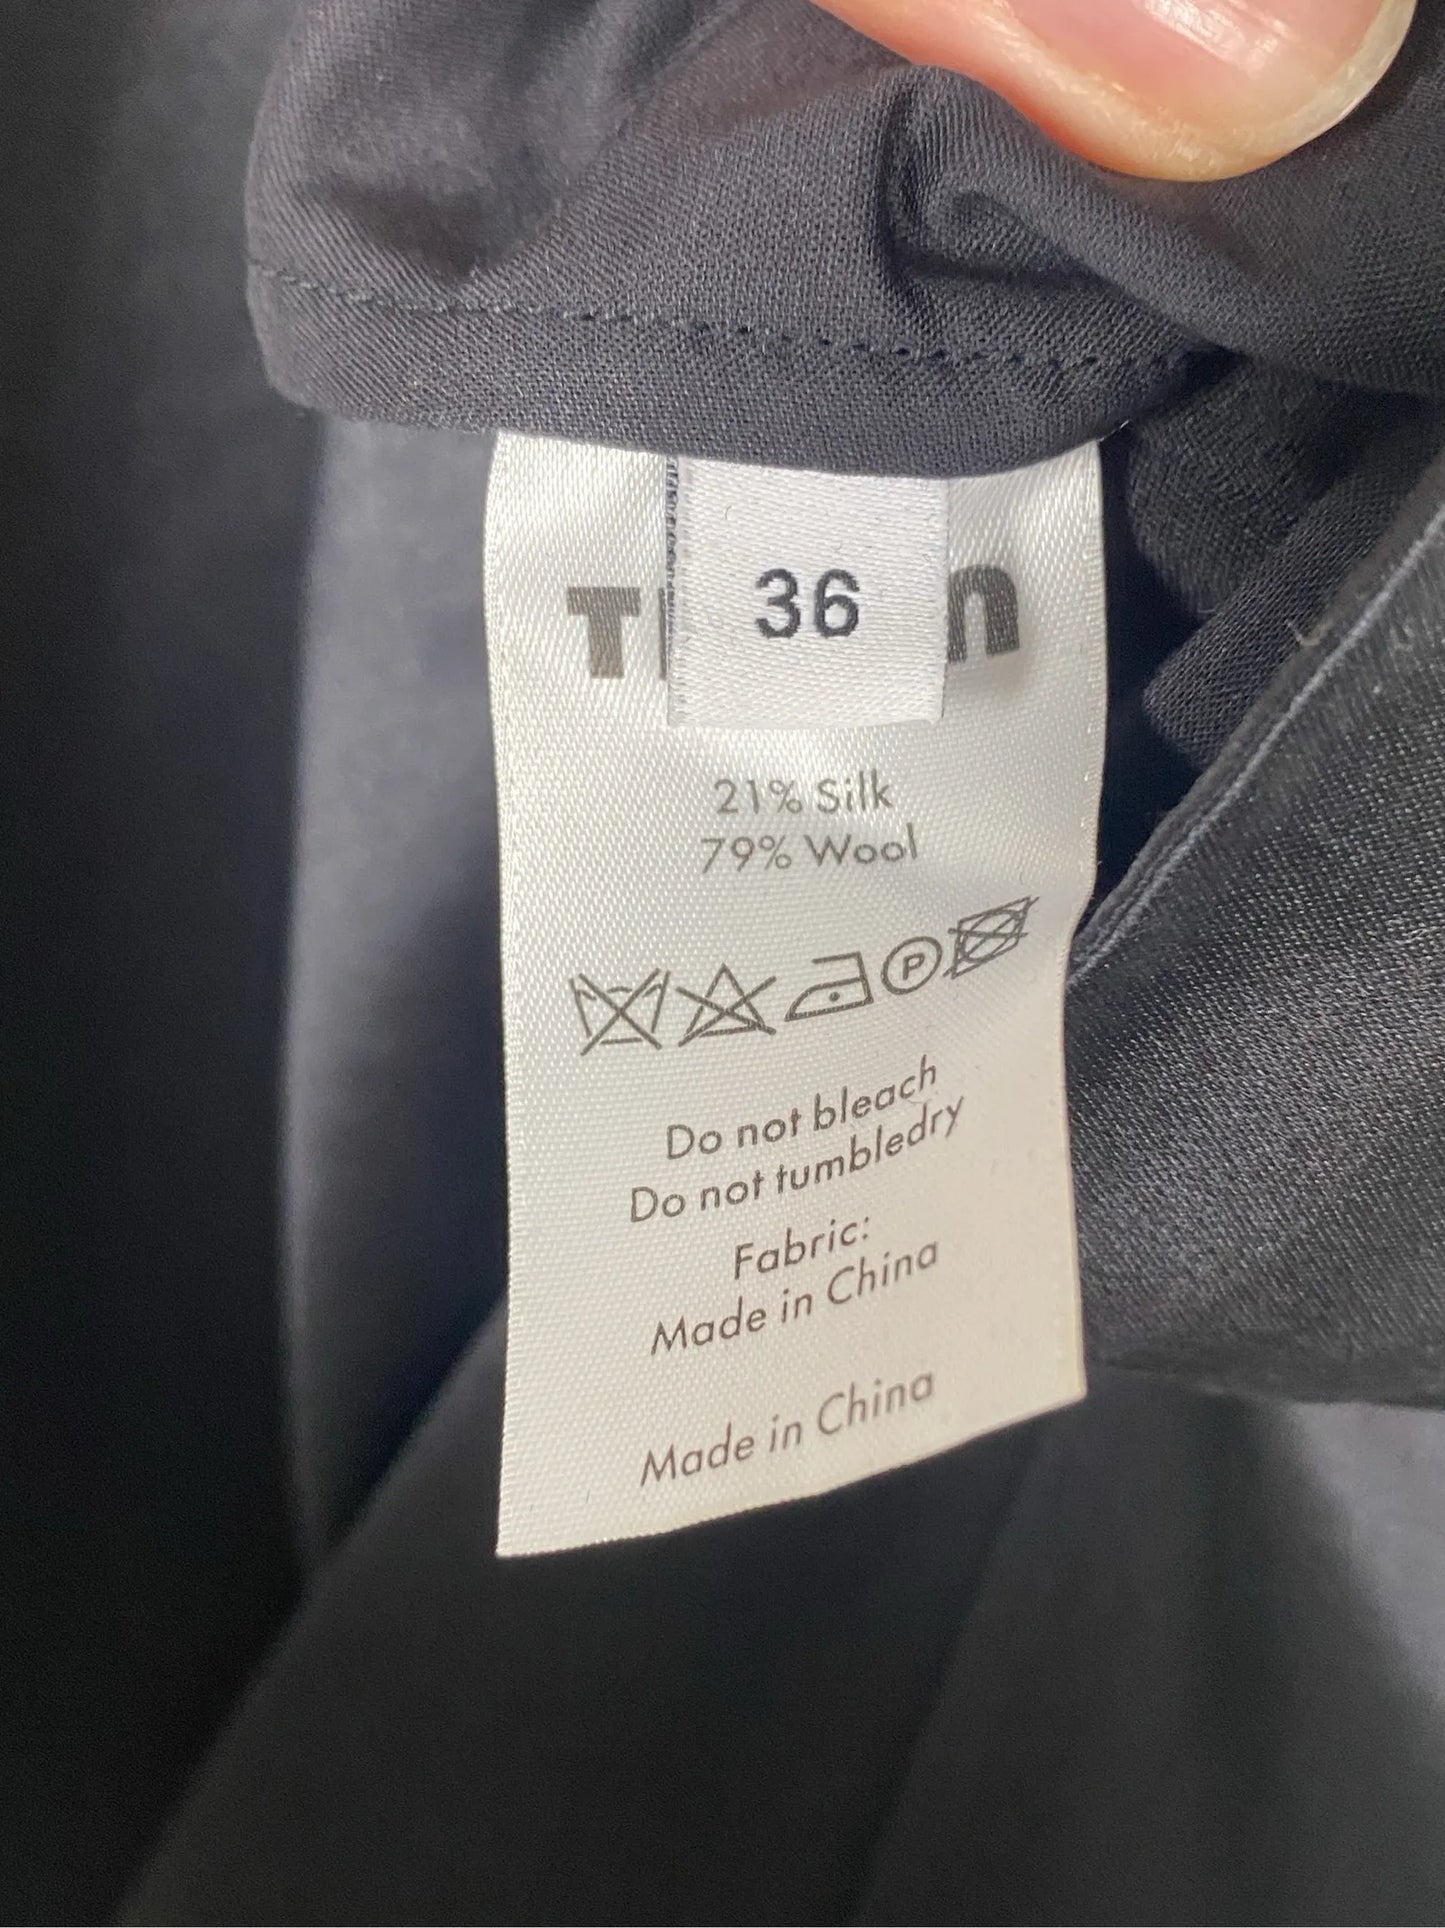 36
21% Silk
79% Wool
P
Do not bleach
Do not tumbledry
Fabric:
Made in China
Made in China